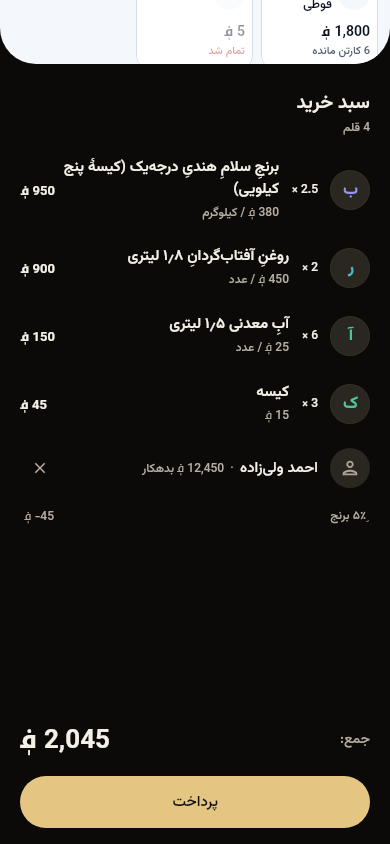 قوطی
1,800 ؋
6 کارتن مانده
5 ؋
تمام شد
سبد خرید
4 قلم
ب
2.5 ×
برنجِ سلامِ هندیِ درجه‌یک (کیسهٔ پنج کیلویی)
380 ؋ / کیلوگرم
950 ؋
ر
2 ×
روغنِ آفتاب‌گردانِ ۱٫۸ لیتری
450 ؋ / عدد
900 ؋
آ
6 ×
آبِ معدنی ۱٫۵ لیتری
25 ؋ / عدد
150 ؋
ک
3 ×
کیسه
15 ؋
45 ؋
احمد ولی‌زاده · 12,450 ؋ بدهکار
×
۵٪ برنج
-45 ؋
جمع:
2,045 ؋
پرداخت